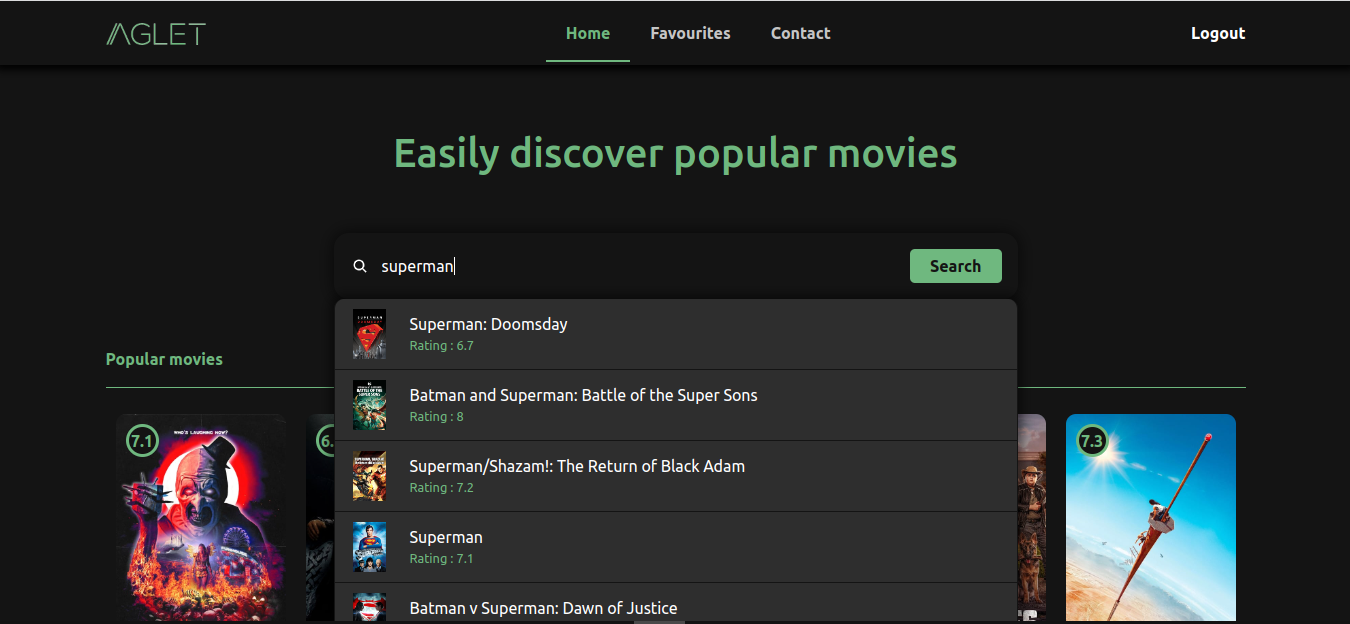 AGLET
Home Favourites Contact Logout
Easily discover popular movies
superman Search
Superman: Doomsday
Rating : 6.7
Batman and Superman: Battle of the Super Sons
Rating : 8
Superman/Shazam!: The Return of Black Adam
Rating : 7.2
Superman
Rating : 7.1
Batman v Superman: Dawn of Justice
Popular movies
7.1
WHO'S LAUGHING NOW?
6.
7.3